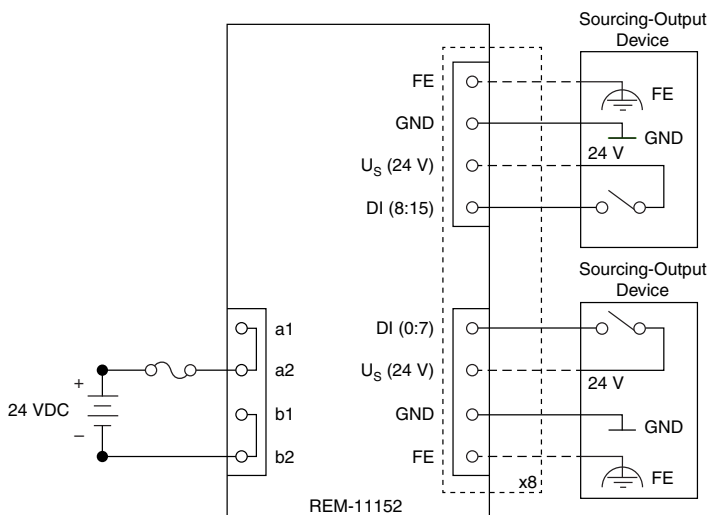 Sourcing-Output
Device
FE
FE
GND
GND
24 V
U_S (24 V)
DI (8:15)
Sourcing-Output
Device
a1
DI (0:7)
+
a2
U_S (24 V)
24 V
24 VDC
b1
GND
GND
–
b2
FE
FE
x8
REM-11152